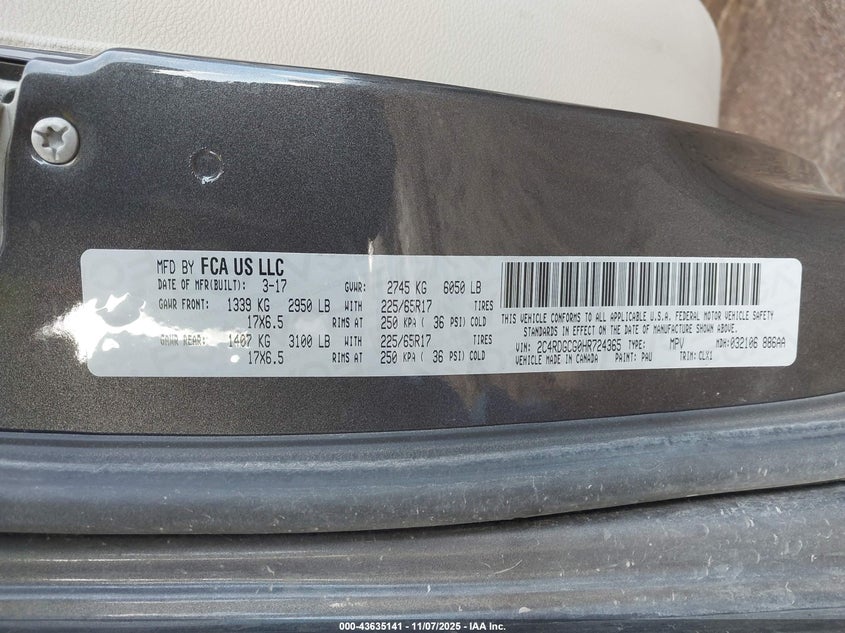 MFD BY FCA US LLC
DATE OF MFR(BUILT): 3-17 GVWR: 2745 KG 6050 LB
GAWR FRONT: 1339 KG 2950 LB WITH 225/65R17 TIRES
17X6.5 RIMS AT 250 KPA ( 36 PSI) COLD
GAWR REAR: 1407 KG 3100 LB WITH 225/65R17 TIRES
17X6.5 RIMS AT 250 KPA ( 36 PSI) COLD
THIS VEHICLE CONFORMS TO ALL APPLICABLE U.S.A. FEDERAL MOTOR VEHICLE SAFETY
STANDARDS IN EFFECT ON THE DATE OF MANUFACTURE SHOWN ABOVE.
VIN: 2C4RDGCG0HR724365 TYPE: MPV MDH: 032106 886AA
VEHICLE MADE IN CANADA PAINT: PAU TRIM: CLX1
000-43635141 - 11/07/2025 - IAA Inc.